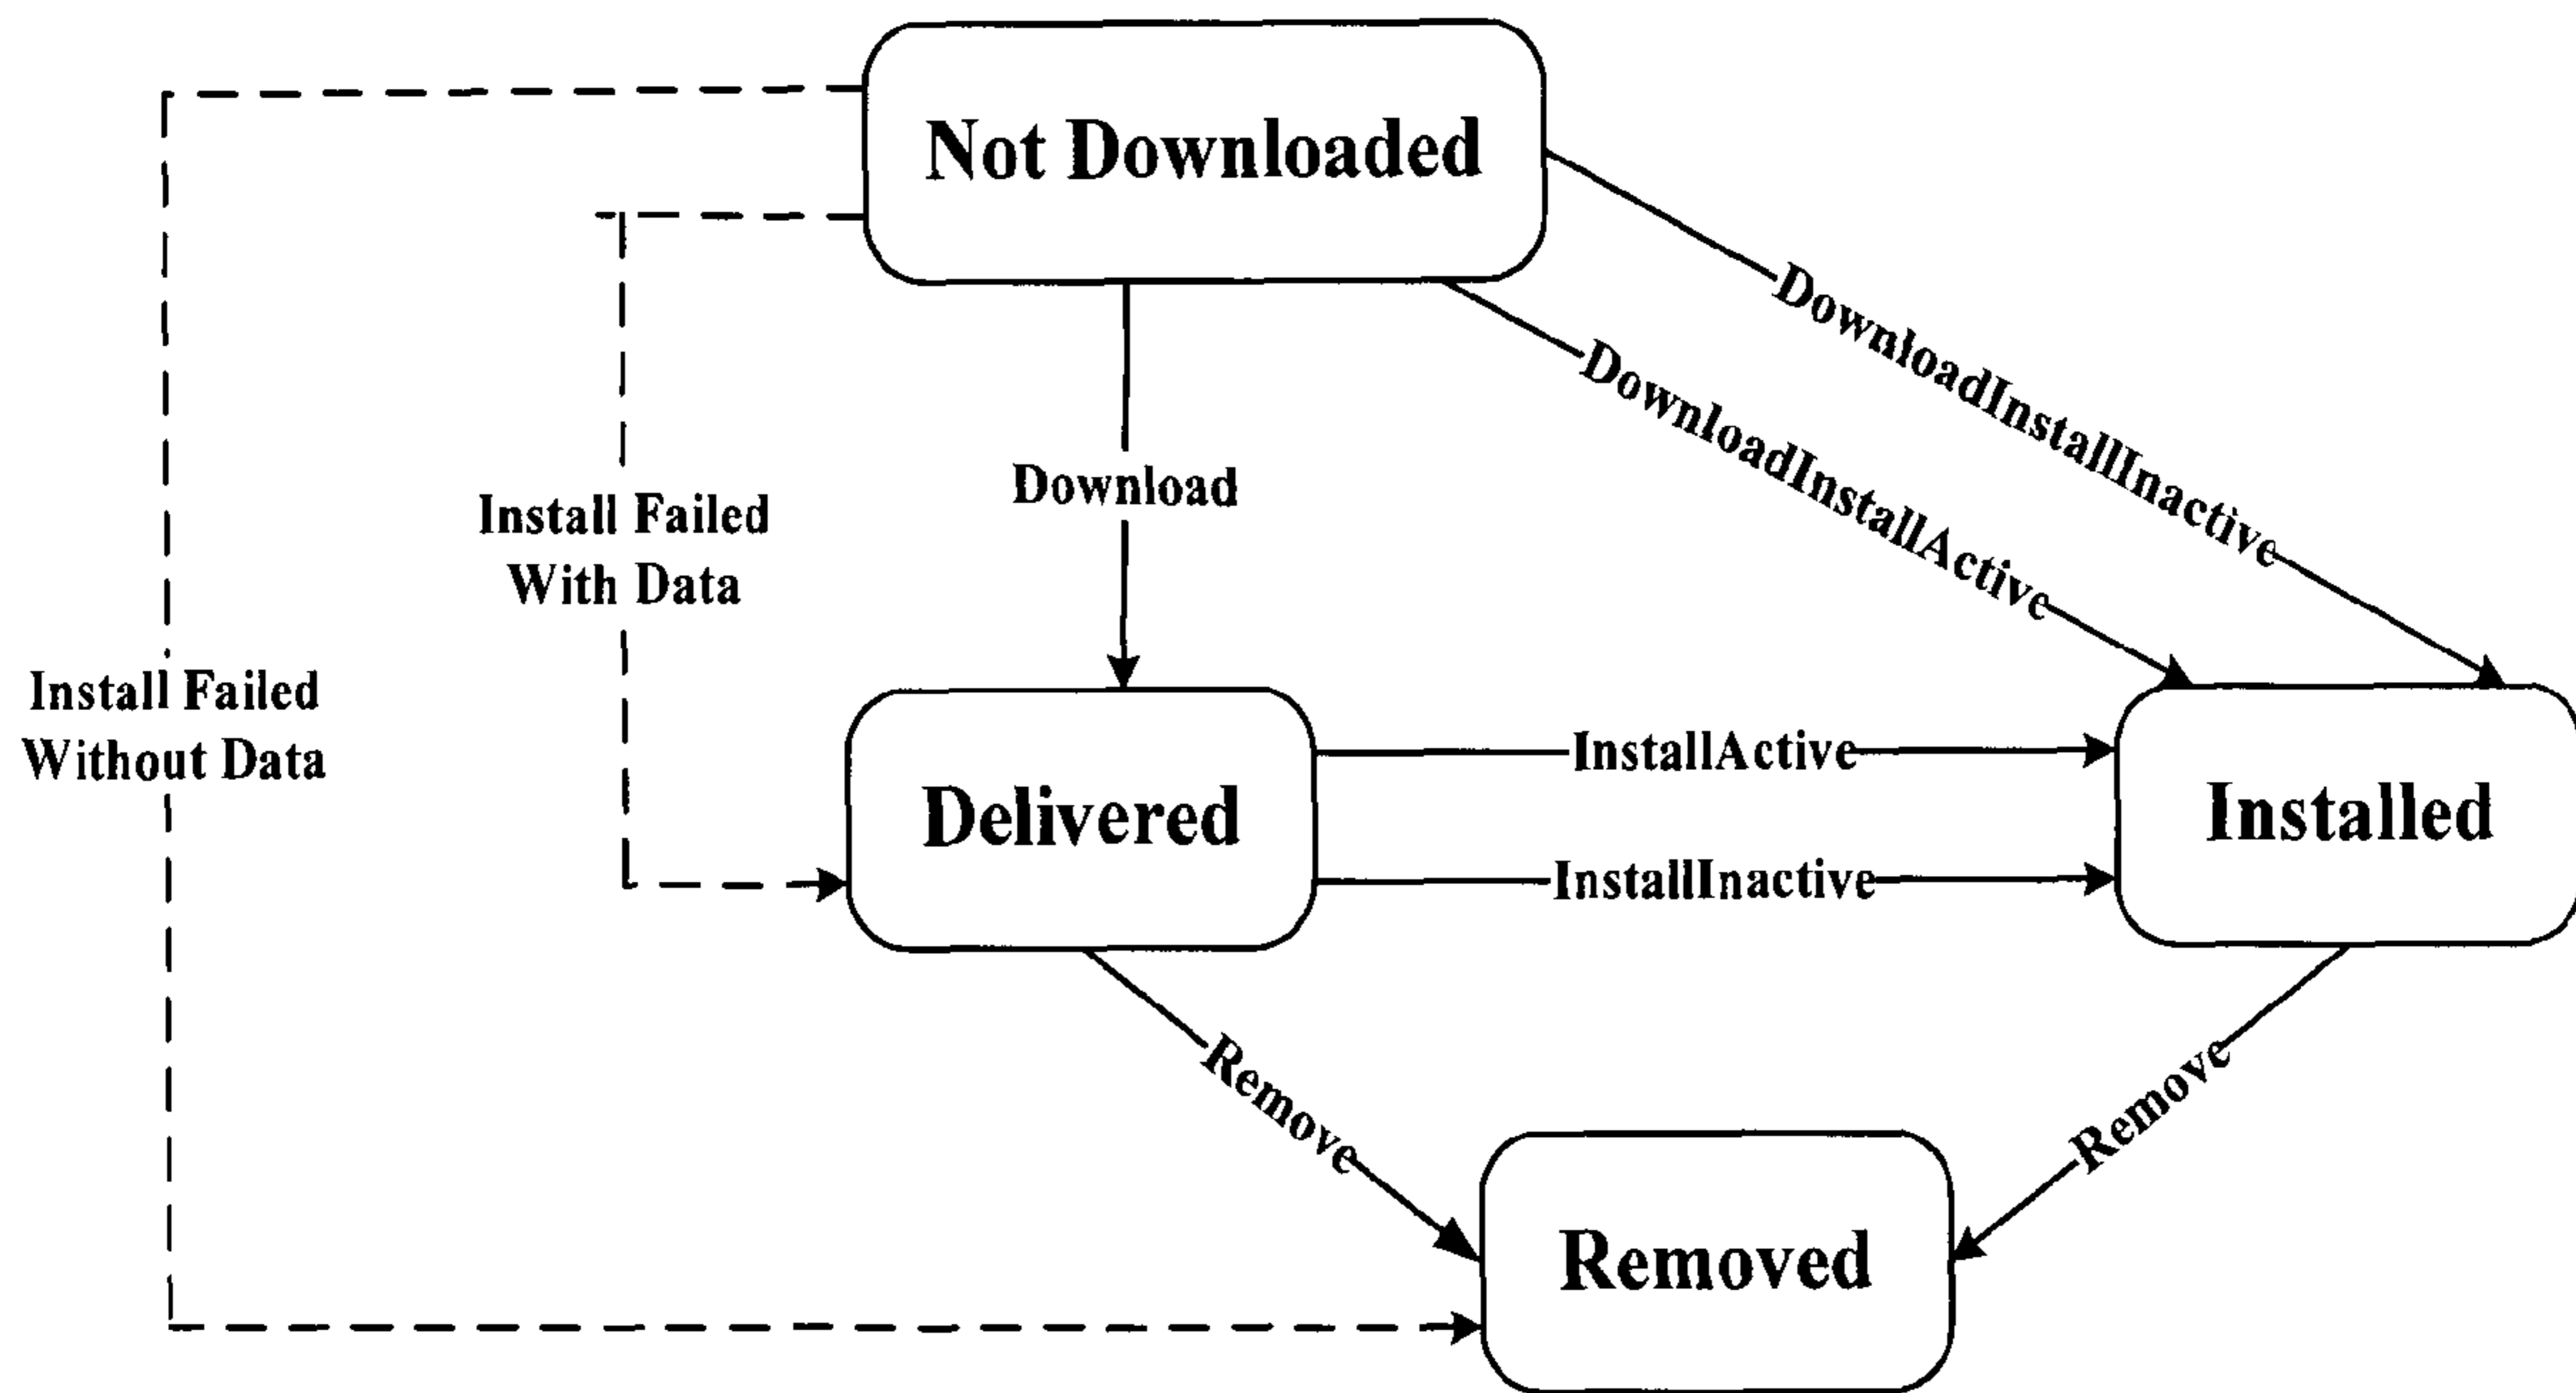 Not Downloaded
DownloadInstallInactive
DownloadInstallActive
Download
Install Failed
With Data
Install Failed
Without Data
InstallActive
Delivered
Installed
InstallInactive
Remove
Remove
Removed